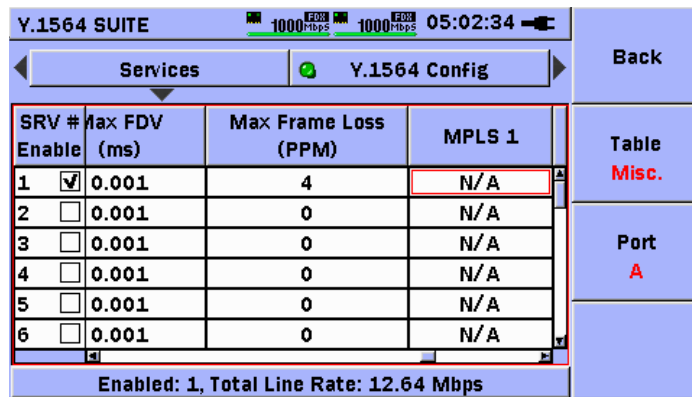 Y.1564 SUITE 1000 FDX Mbps 1000 FDX Mbps 05:02:34
Back
Services Y.1564 Config
SRV # Max FDV Max Frame Loss MPLS 1
Enable (ms) (PPM)
Table
Misc.
1 0.001 4 N/A
2 0.001 0 N/A
3 0.001 0 N/A
Port
A
4 0.001 0 N/A
5 0.001 0 N/A
6 0.001 0 N/A
Enabled: 1, Total Line Rate: 12.64 Mbps